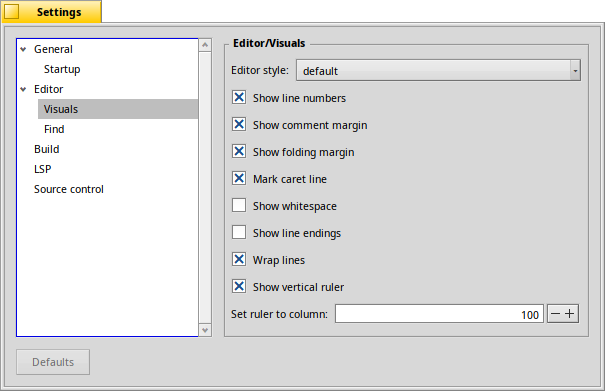 Settings
General
Startup
Editor
Visuals
Find
Build
LSP
Source control
Editor/Visuals
Editor style: default
Show line numbers
Show comment margin
Show folding margin
Mark caret line
Show whitespace
Show line endings
Wrap lines
Show vertical ruler
Set ruler to column: 100
Defaults